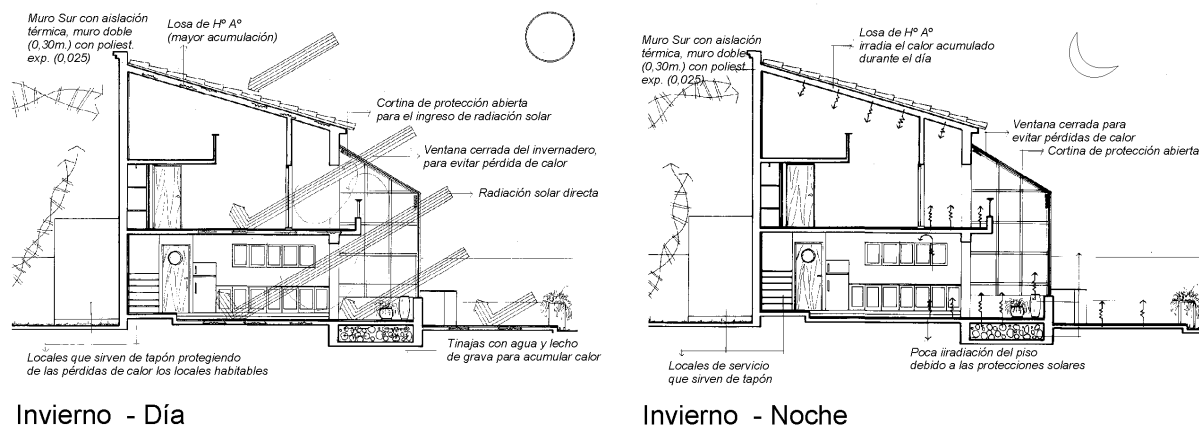 Muro Sur con aislación
térmica, muro doble
(0,30m.) con poliest.
exp. (0,025)
Losa de Hº Aº
(mayor acumulación)
Cortina de protección abierta
para el ingreso de radiación solar
Ventana cerrada del invernadero,
para evitar pérdida de calor
Radiación solar directa
Tinajas con agua y lecho
de grava para acumular calor
Locales que sirven de tapón protegiendo
de las pérdidas de calor los locales habitables
Invierno - Día
Muro Sur con aislación
térmica, muro doble
(0,30m.) con poliest.
exp. (0,025)
Losa de Hº Aº
irradia el calor acumulado
durante el día
Ventana cerrada para
evitar pérdidas de calor
Cortina de protección abierta
Poca iiradiación del piso
debido a las protecciones solares
Locales de servicio
que sirven de tapón
Invierno - Noche